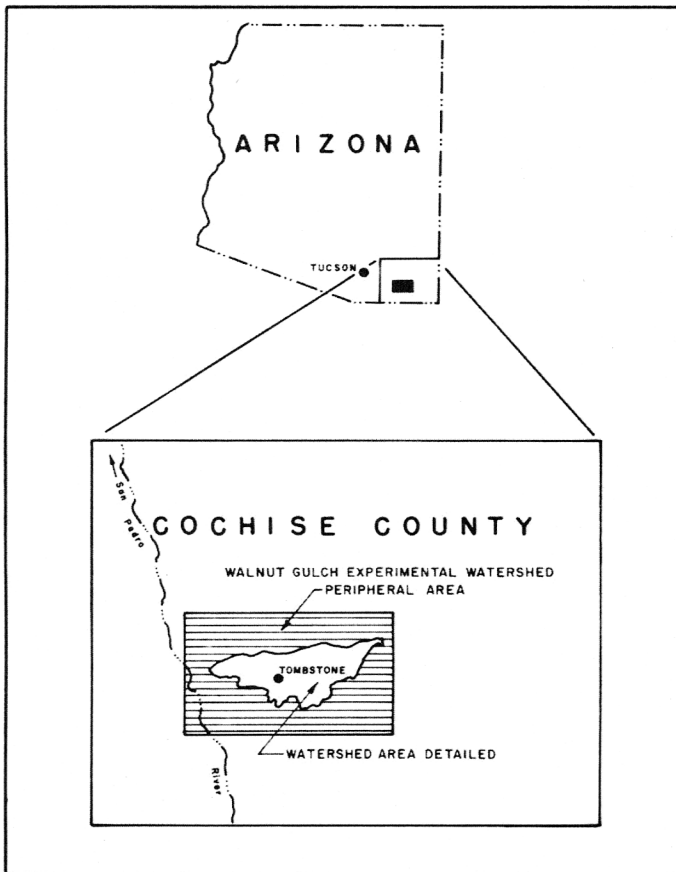 ARIZONA
TUCSON
San Pedro
COCHISE COUNTY
WALNUT GULCH EXPERIMENTAL WATERSHED
PERIPHERAL AREA
TOMBSTONE
WATERSHED AREA DETAILED
River